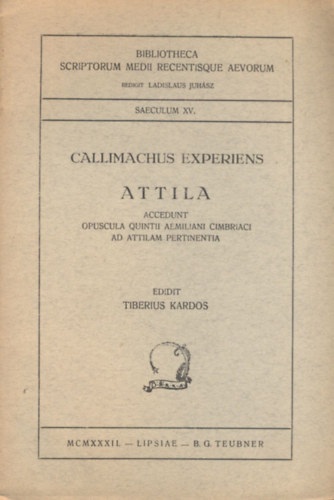 BIBLIOTHECA
SCRIPTORUM MEDII RECENTISQUE AEVORUM
REDIGIT LADISLAUS JUHÁSZ
SAECULUM XV.
CALLIMACHUS EXPERIENS
ATTILA
ACCEDUNT
OPUSCULA QUINTII AEMILIANI CIMBRIACI
AD ATTILAM PERTINENTIA
EDIDIT
TIBERIUS KARDOS
MCMXXXII. — LIPSIAE — B. G. TEUBNER